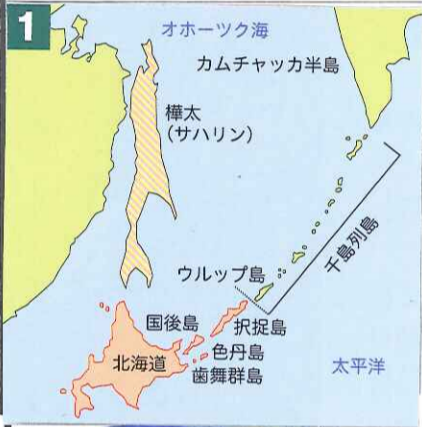 1
オホーツク海
カムチャッカ半島
樺太
(サハリン)
千島列島
ウルップ島
国後島
択捉島
色丹島
北海道
歯舞群島
太平洋